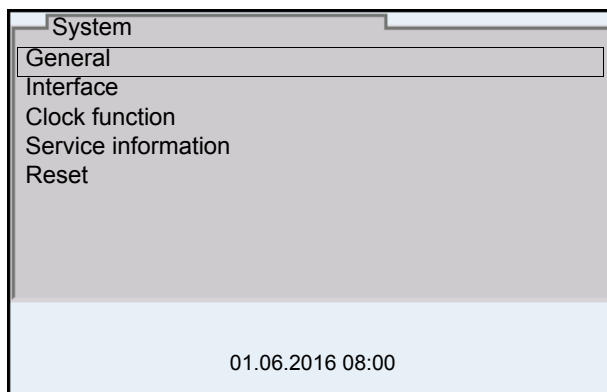 System
General
Interface
Clock function
Service information
Reset
01.06.2016 08:00